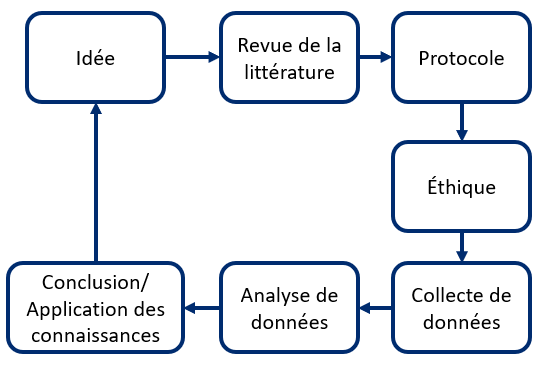 Idée
Revue de la
littérature
Protocole
Éthique
Collecte de
données
Analyse de
données
Conclusion/
Application des
connaissances